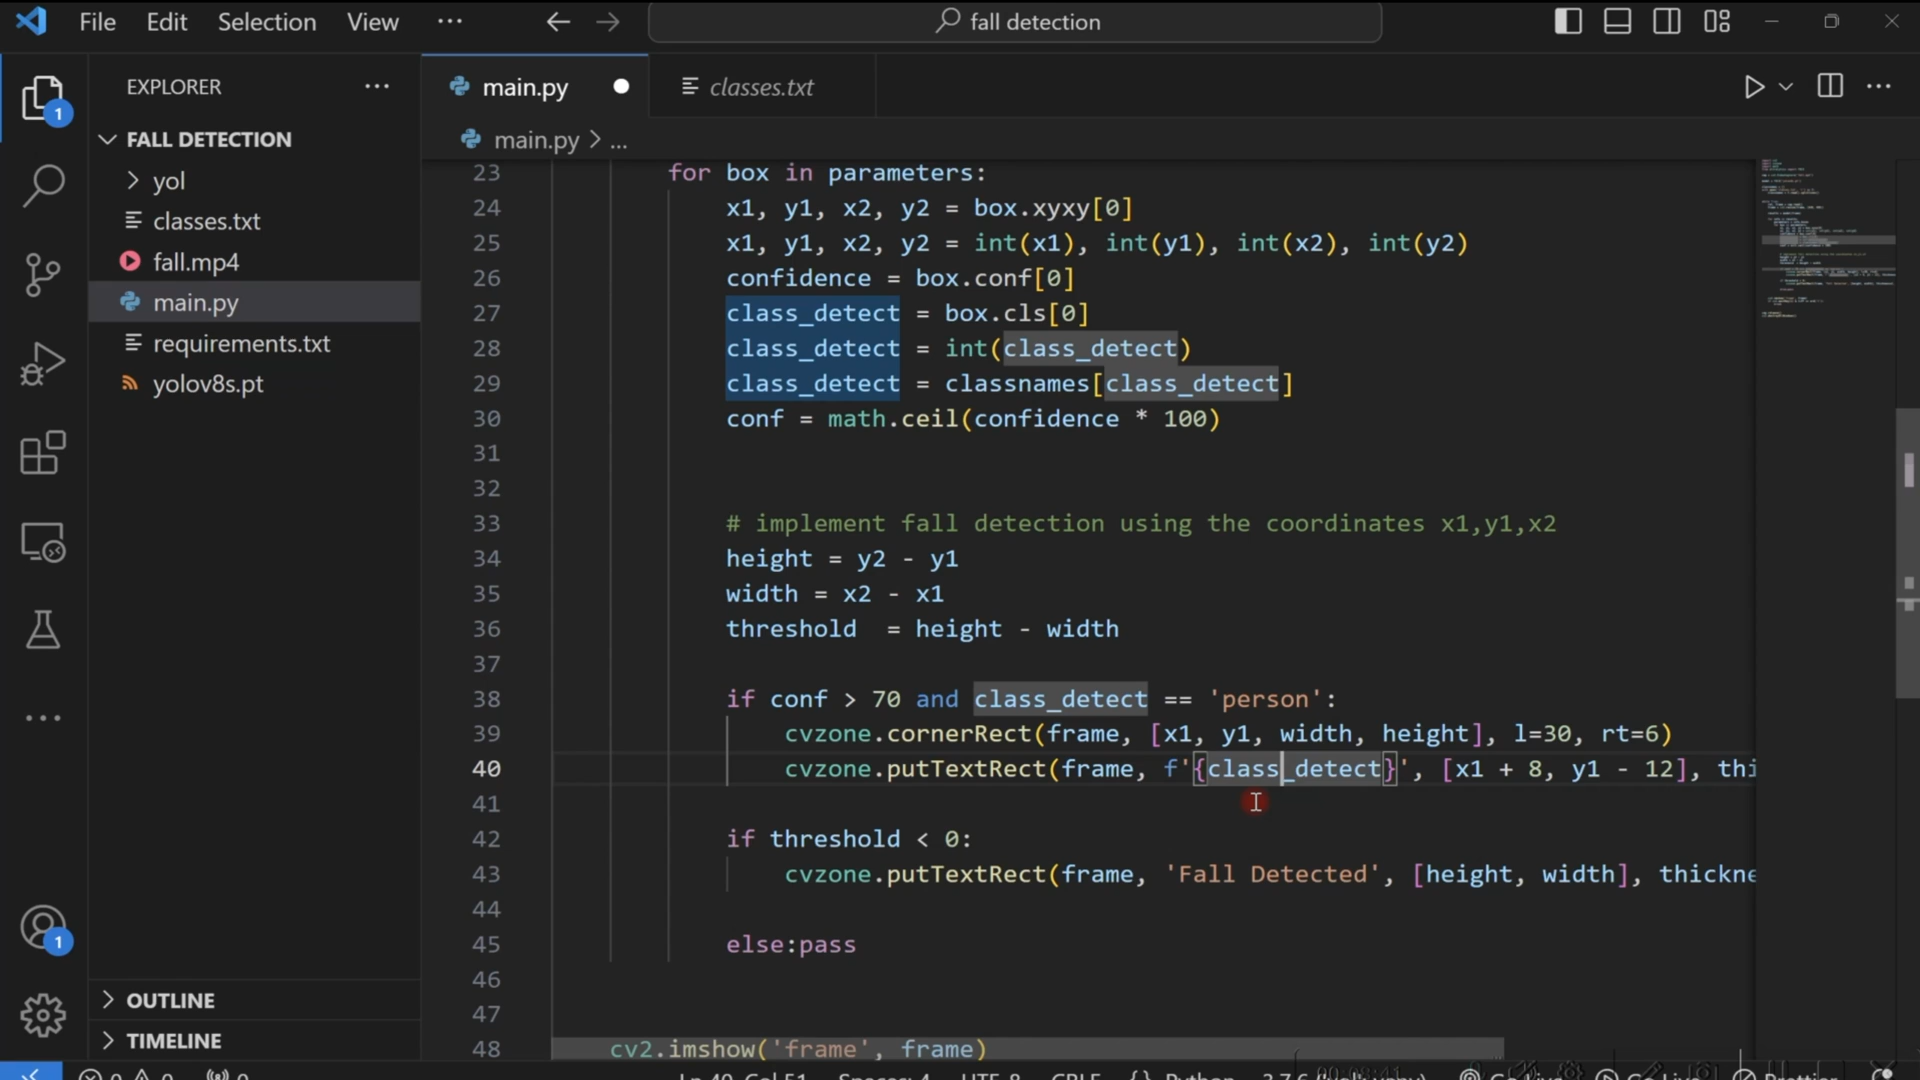 File Edit Selection View ... fall detection
EXPLORER ...
main.py classes.txt
1
FALL DETECTION
main.py > ...
yol
classes.txt
fall.mp4
main.py
requirements.txt
yolov8s.pt
23 for box in parameters:
24 x1, y1, x2, y2 = box.xyxy[0]
25 x1, y1, x2, y2 = int(x1), int(y1), int(x2), int(y2)
26 confidence = box.conf[0]
27 class_detect = box.cls[0]
28 class_detect = int(class_detect)
29 class_detect = classnames[class_detect]
30 conf = math.ceil(confidence * 100)
31
32
33 # implement fall detection using the coordinates x1,y1,x2
34 height = y2 - y1
35 width = x2 - x1
36 threshold  = height - width
37
38 if conf > 70 and class_detect == 'person':
39 cvzone.cornerRect(frame, [x1, y1, width, height], l=30, rt=6)
40 cvzone.putTextRect(frame, f'{class_detect}', [x1 + 8, y1 - 12], thi
41
42 if threshold < 0:
43 cvzone.putTextRect(frame, 'Fall Detected', [height, width], thickne
44
45 else:pass
46
47
48 cv2.imshow('frame', frame)
1
OUTLINE
TIMELINE